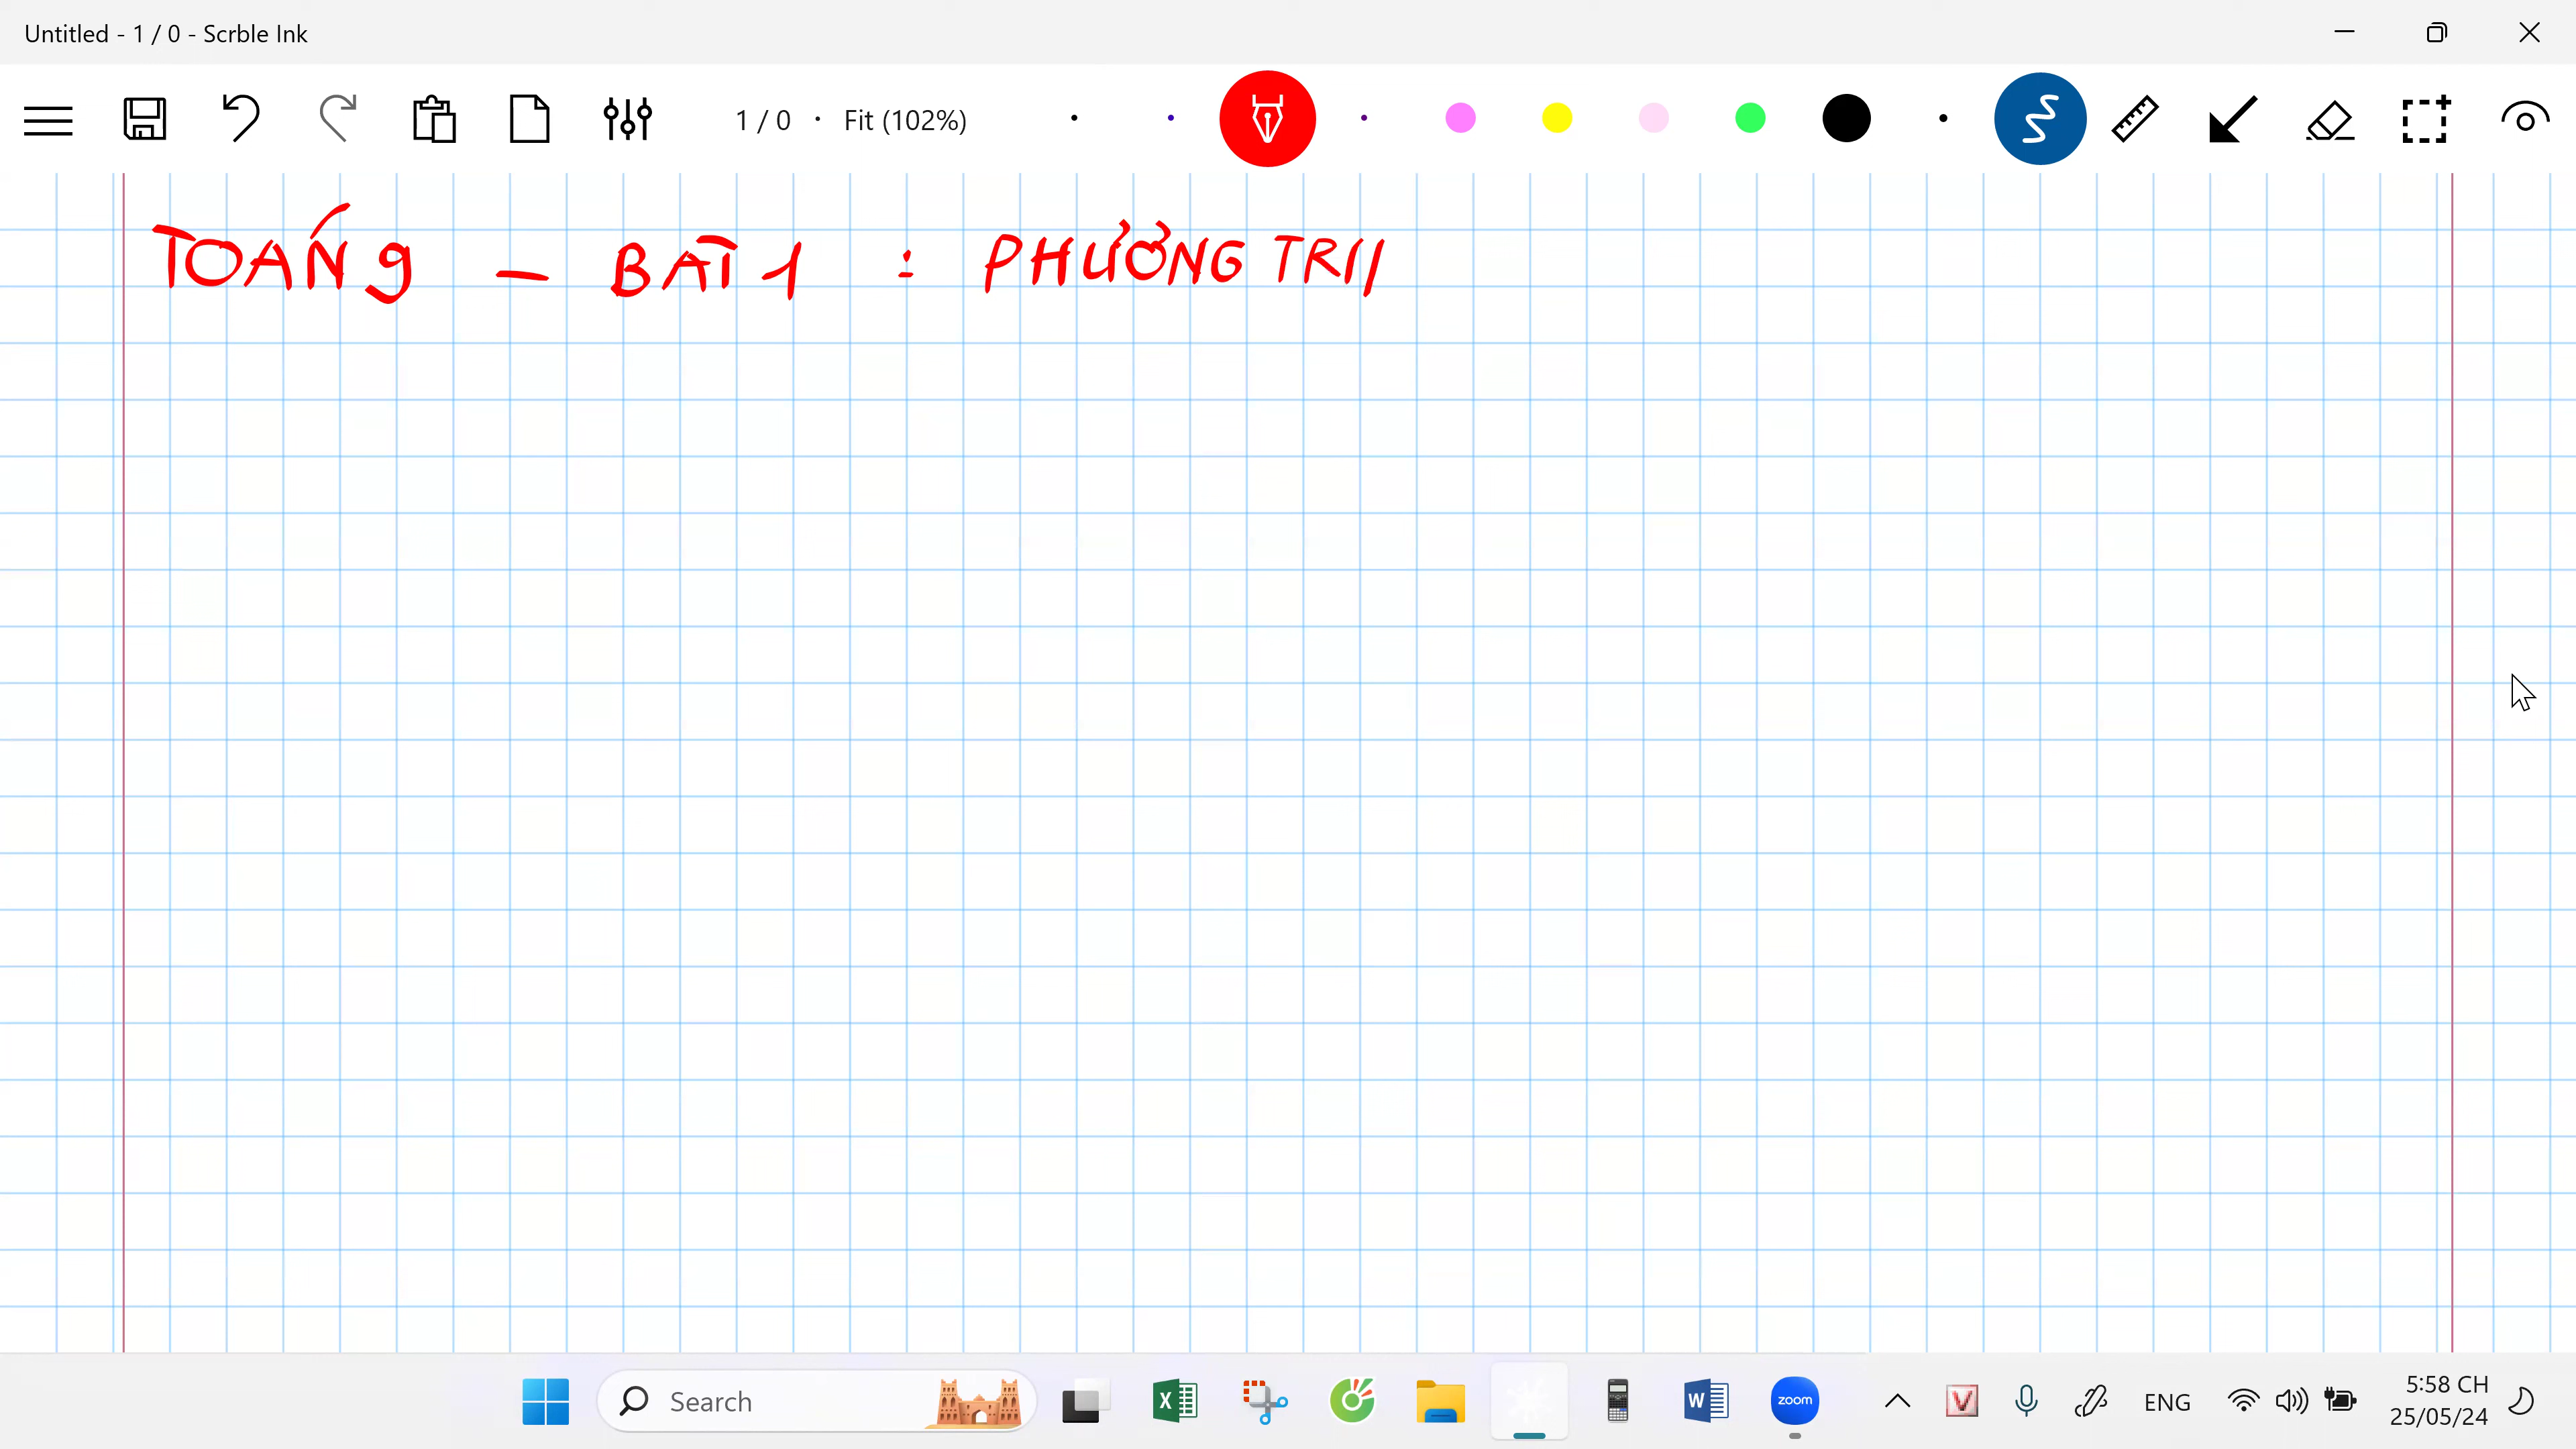 Untitled - 1 / 0 - Scrble Ink
1 / 0 · Fit (102%)
TOÁN 9 - BÀI 1 : PHƯƠNG TRI
Search
zoom
ENG
5:58 CH
25/05/24